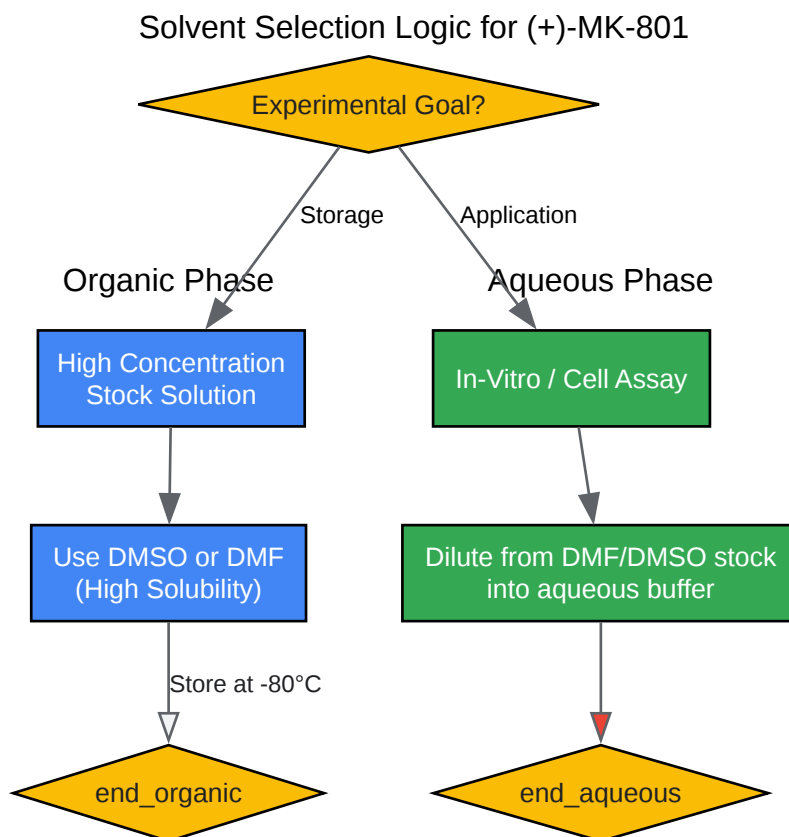 Solvent Selection Logic for (+)-MK-801
Experimental Goal?
Storage
Application
Organic Phase
Aqueous Phase
High Concentration
Stock Solution
In-Vitro / Cell Assay
Use DMSO or DMF
(High Solubility)
Dilute from DMF/DMSO stock
into aqueous buffer
Store at -80°C
end_organic
end_aqueous